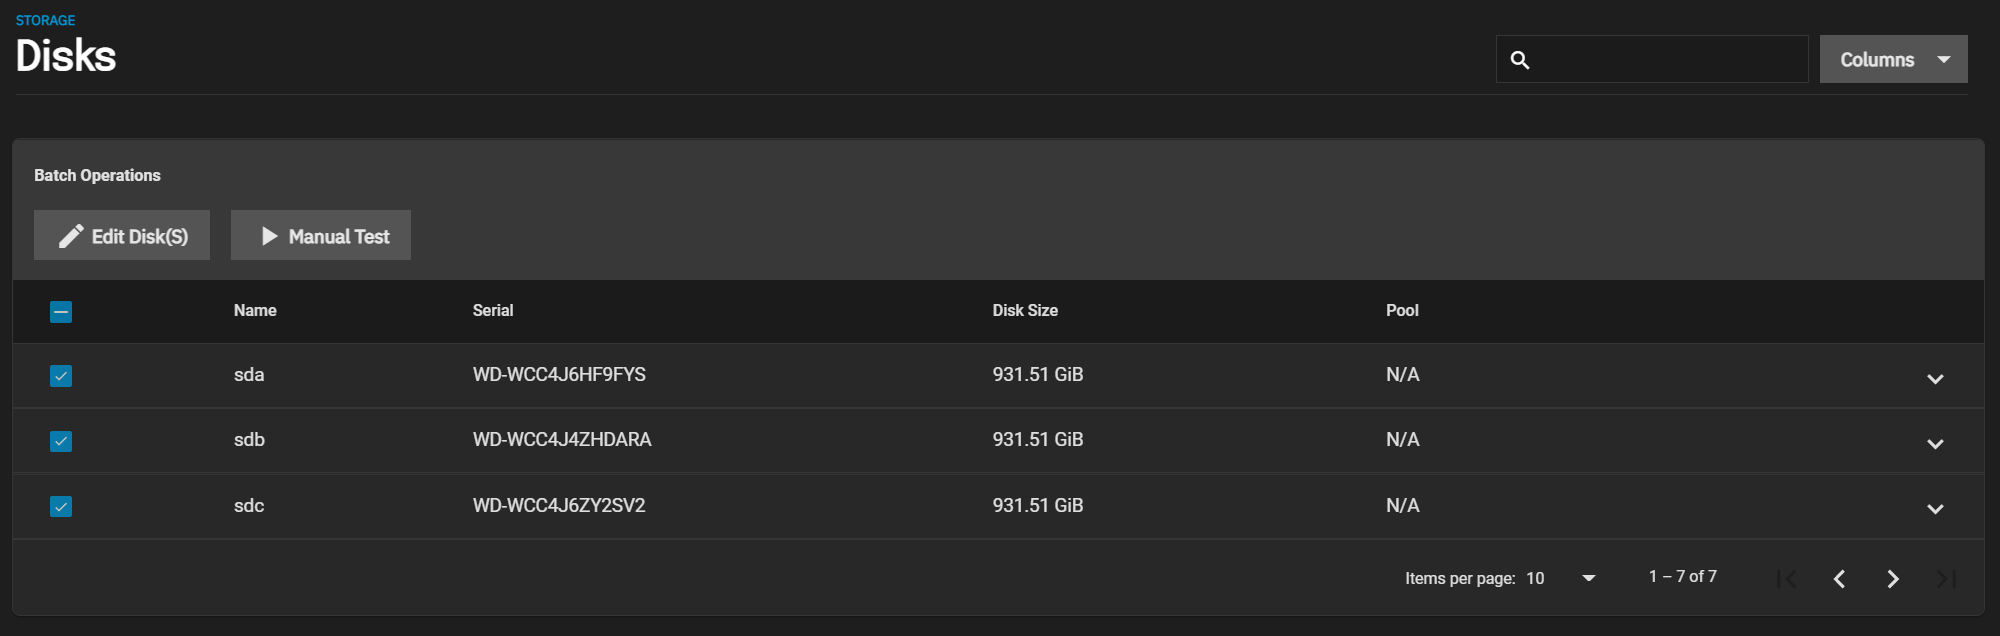 STORAGE
Disks
Columns
Batch Operations
Edit Disk(S) Manual Test
Name Serial Disk Size Pool
sda WD-WCC4J6HF9FYS 931.51 GiB N/A
sdb WD-WCC4J4ZHDARA 931.51 GiB N/A
sdc WD-WCC4J6ZY2SV2 931.51 GiB N/A
Items per page: 10 1 – 7 of 7